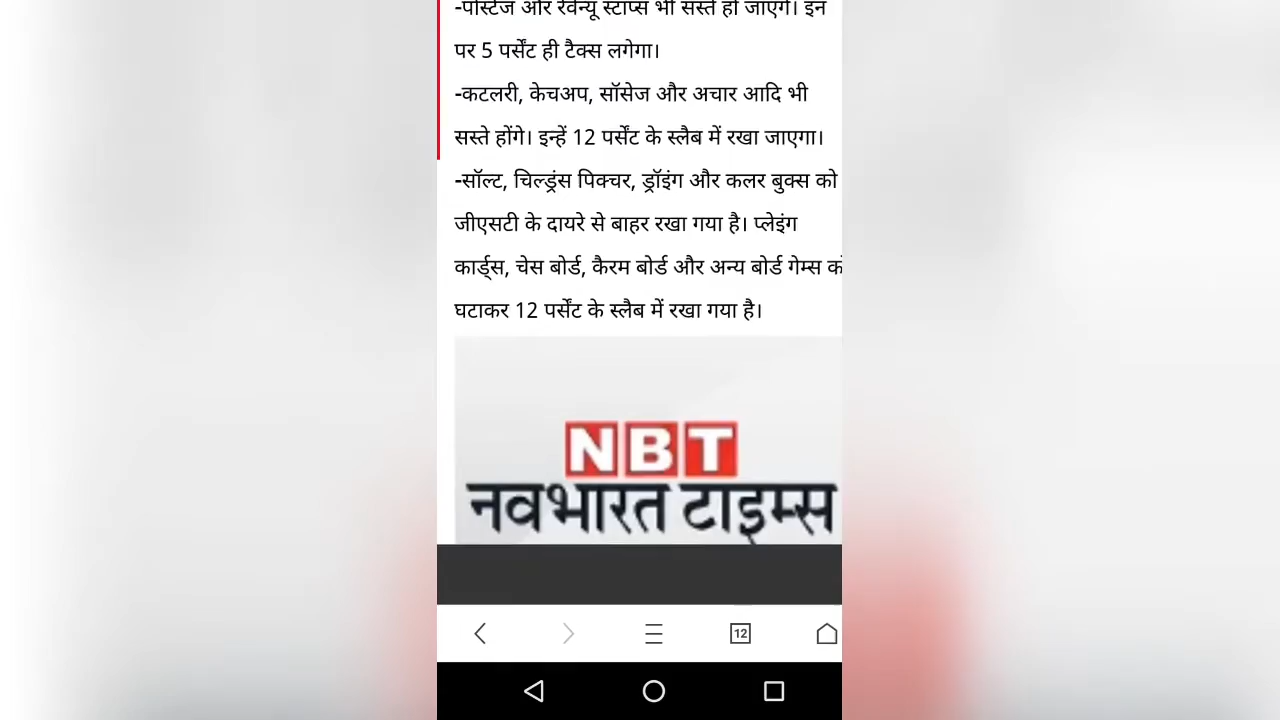 -पोस्टेज और रेवेन्यू स्टांप्स भी सस्ते हो जाएंगे। इन
पर 5 पर्सेंट ही टैक्स लगेगा।
-कटलरी, केचअप, सॉसेज और अचार आदि भी
सस्ते होंगे। इन्हें 12 पर्सेंट के स्लैब में रखा जाएगा।
-सॉल्ट, चिल्ड्रंस पिक्चर, ड्रॉइंग और कलर बुक्स को
जीएसटी के दायरे से बाहर रखा गया है। प्लेइंग
कार्ड्स, चेस बोर्ड, कैरम बोर्ड और अन्य बोर्ड गेम्स को
घटाकर 12 पर्सेंट के स्लैब में रखा गया है।
NBT
नवभारत टाइम्स
12